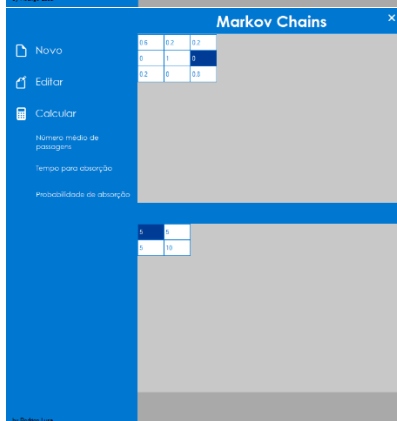 Markov Chains ×
Novo
Editar
Calcular
Número médio de
passagens
Tempo para absorção
Probabilidade de absorção
0.6 0.2 0.2
0 1 0
0.2 0 0.8
5 5
5 10